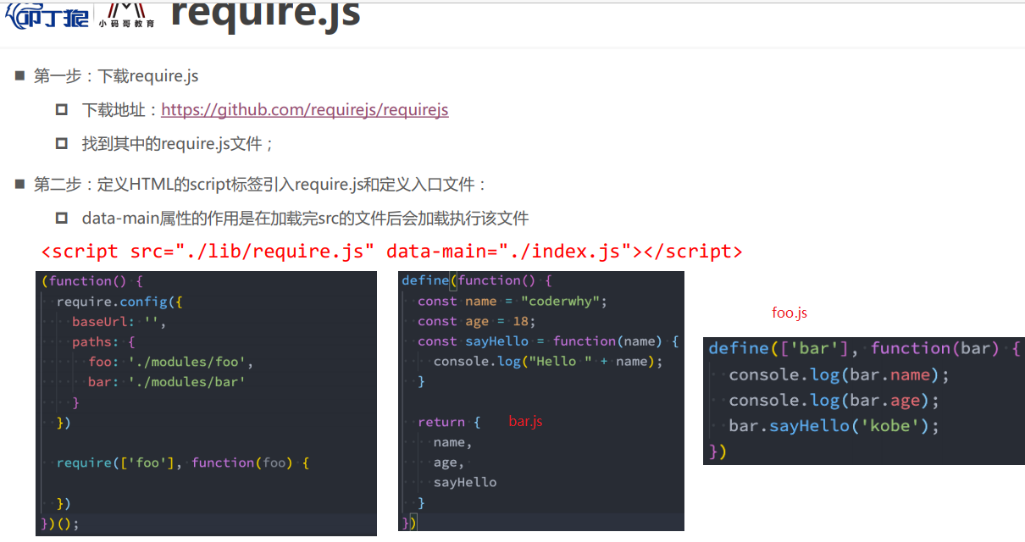 叩丁狼
小码哥教育
require.js
■ 第一步：下载require.js
下载地址：https://github.com/requirejs/requirejs
找到其中的require.js文件；
■ 第二步：定义HTML的script标签引入require.js和定义入口文件：
data-main属性的作用是在加载完src的文件后会加载执行该文件
<script src="./lib/require.js" data-main="./index.js"></script>
(function() {
require.config({
baseUrl: '',
paths: {
foo: './modules/foo',
bar: './modules/bar'
}
})
require(['foo'], function(foo) {
})
})();
define(function() {
const name = "coderwhy";
const age = 18;
const sayHello = function(name) {
console.log("Hello " + name);
}
return {
name,
age,
sayHello
}
})
bar.js
foo.js
define(['bar'], function(bar) {
console.log(bar.name);
console.log(bar.age);
bar.sayHello('kobe');
})